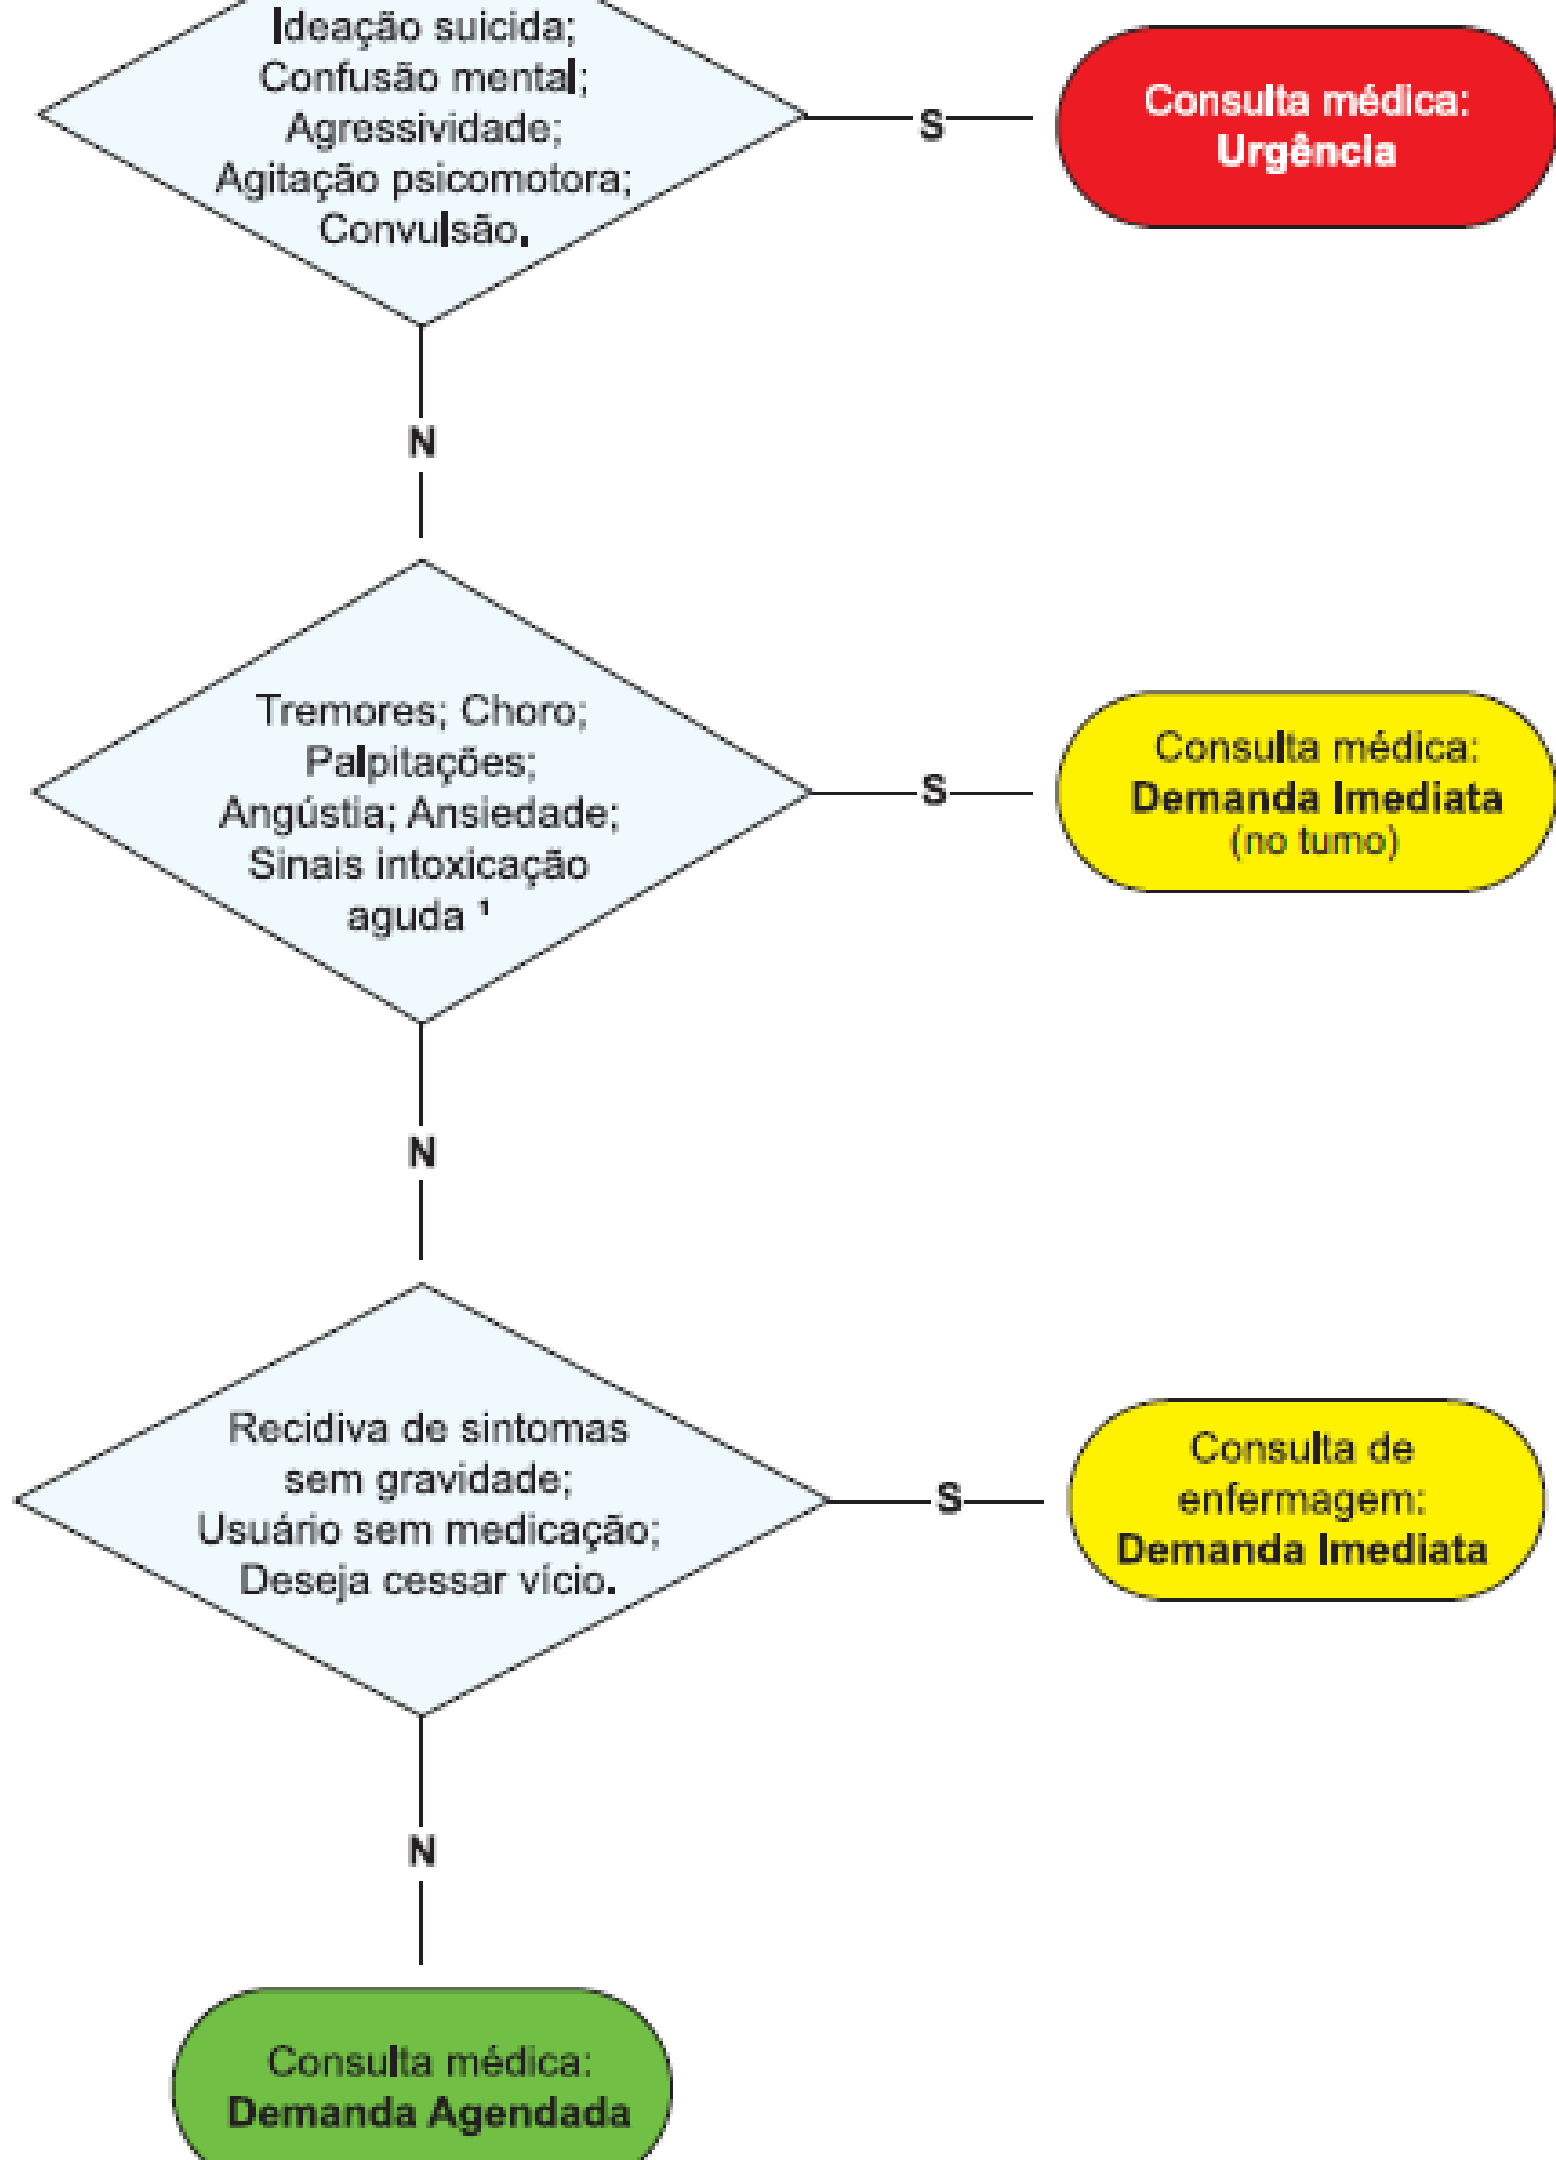 Ideação suicida;
Confusão mental;
Agressividade;
Agitação psicomotora;
Convulsão.
S
Consulta médica:
Urgência
N
Tremores; Choro;
Palpitações;
Angústia; Ansiedade;
Sinais intoxicação
aguda ¹
S
Consulta médica:
Demanda Imediata
(no turno)
N
Recidiva de sintomas
sem gravidade;
Usuário sem medicação;
Deseja cessar vício.
S
Consulta de
enfermagem:
Demanda Imediata
N
Consulta médica:
Demanda Agendada